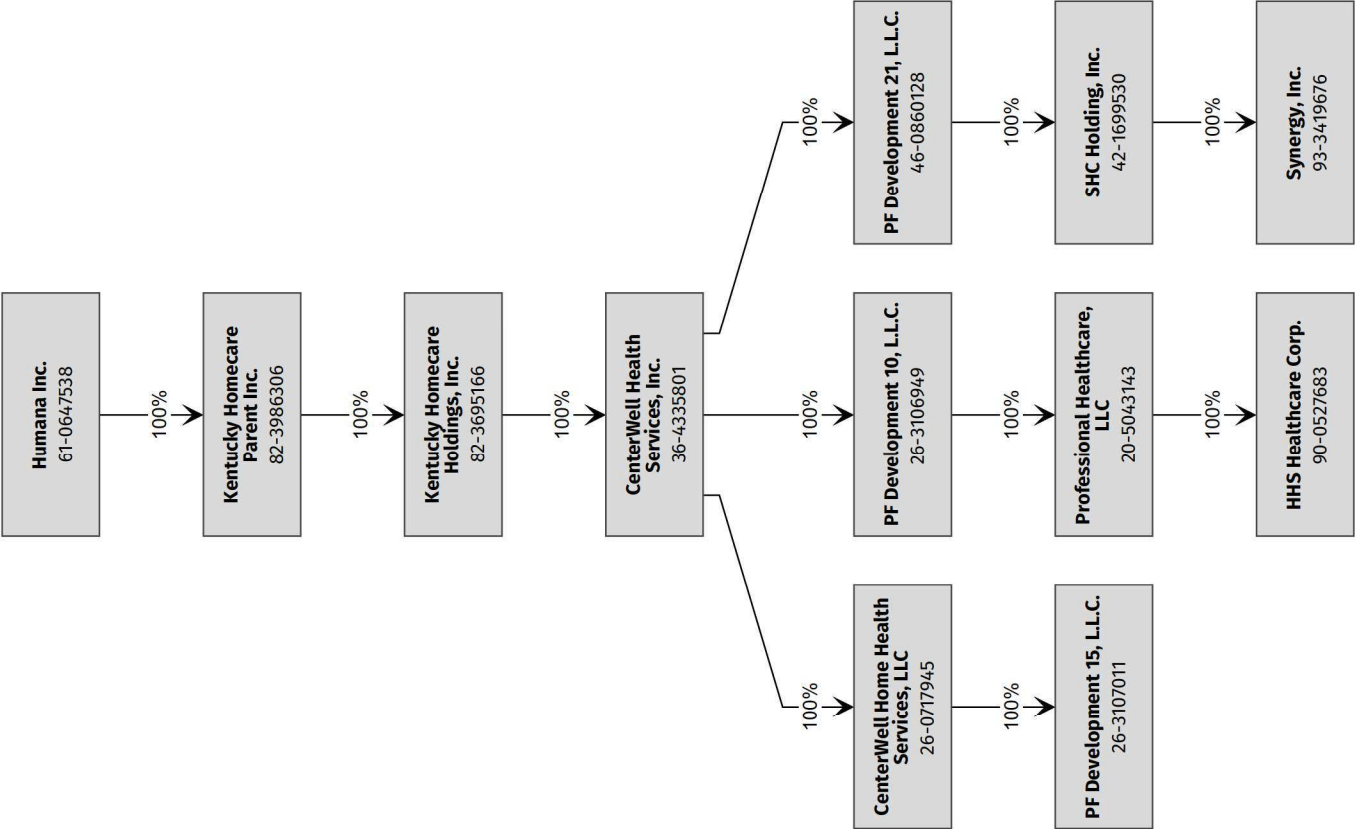 Humana Inc.
61-0647538
100%
Kentucky Homecare
Parent Inc.
82-3986306
100%
Kentucky Homecare
Holdings, Inc.
82-3695166
100%
CenterWell Health
Services, Inc.
36-4335801
100%
CenterWell Home Health
Services, LLC
26-0717945
100%
PF Development 15, L.L.C.
26-3107011
100%
PF Development 10, L.L.C.
26-3106949
100%
Professional Healthcare,
LLC
20-5043143
100%
HHS Healthcare Corp.
90-0527683
100%
PF Development 21, L.L.C.
46-0860128
100%
SHC Holding, Inc.
42-1699530
100%
Synergy, Inc.
93-3419676